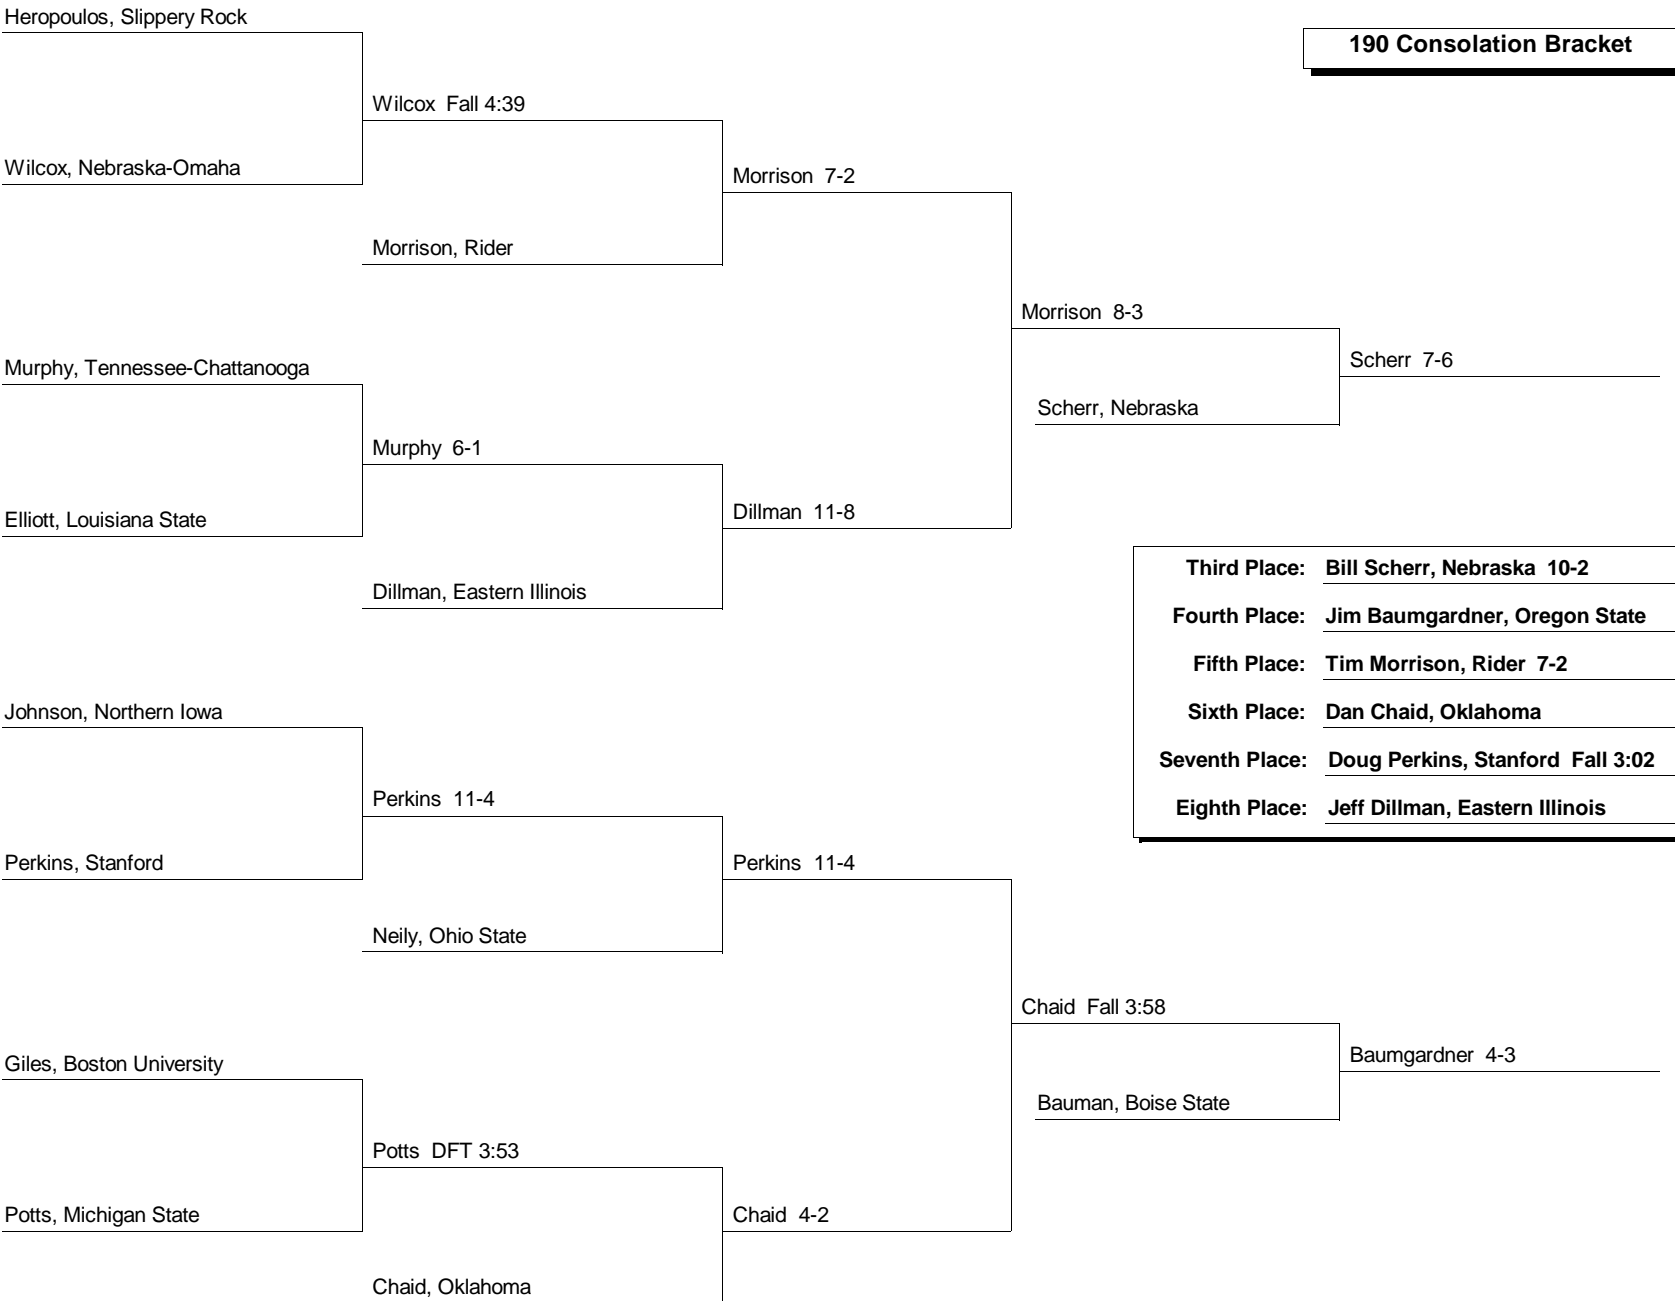 Heropoulos, Slippery Rock
190 Consolation Bracket
Wilcox Fall 4:39
Wilcox, Nebraska-Omaha
Morrison 7-2
Morrison, Rider
Morrison 8-3
Murphy, Tennessee-Chattanooga
Scherr 7-6
Scherr, Nebraska
Murphy 6-1
Elliott, Louisiana State
Dillman 11-8
Dillman, Eastern Illinois
Third Place: Bill Scherr, Nebraska 10-2
Fourth Place: Jim Baumgardner, Oregon State
Fifth Place: Tim Morrison, Rider 7-2
Sixth Place: Dan Chaid, Oklahoma
Seventh Place: Doug Perkins, Stanford Fall 3:02
Eighth Place: Jeff Dillman, Eastern Illinois
Johnson, Northern Iowa
Perkins 11-4
Perkins, Stanford
Perkins 11-4
Neily, Ohio State
Chaid Fall 3:58
Giles, Boston University
Baumgardner 4-3
Bauman, Boise State
Potts DFT 3:53
Potts, Michigan State
Chaid 4-2
Chaid, Oklahoma